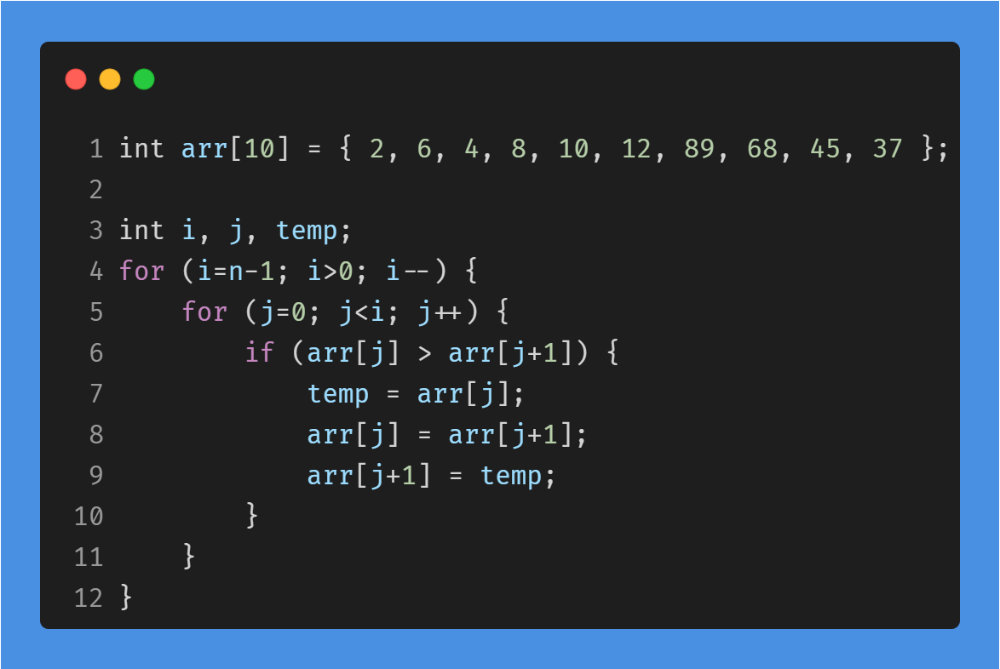 1 int arr[10] = { 2, 6, 4, 8, 10, 12, 89, 68, 45, 37 };
2
3 int i, j, temp;
4 for (i=n-1; i>0; i--) {
5     for (j=0; j<i; j++) {
6         if (arr[j] > arr[j+1]) {
7             temp = arr[j];
8             arr[j] = arr[j+1];
9             arr[j+1] = temp;
10         }
11     }
12 }